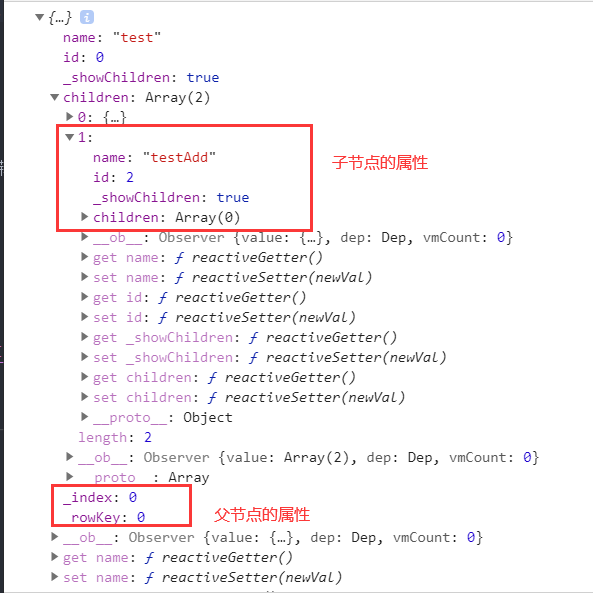 {…} i
name: "test"
id: 0
_showChildren: true
children: Array(2)
0: {…}
1:
name: "testAdd"
子节点的属性
id: 2
_showChildren: true
children: Array(0)
__ob__: Observer {value: {…}, dep: Dep, vmCount: 0}
get name: ƒ reactiveGetter()
set name: ƒ reactiveSetter(newVal)
get id: ƒ reactiveGetter()
set id: ƒ reactiveSetter(newVal)
get _showChildren: ƒ reactiveGetter()
set _showChildren: ƒ reactiveSetter(newVal)
get children: ƒ reactiveGetter()
set children: ƒ reactiveSetter(newVal)
__proto__: Object
length: 2
__ob__: Observer {value: Array(2), dep: Dep, vmCount: 0}
__proto__: Array
_index: 0
_rowKey: 0
父节点的属性
__ob__: Observer {value: {…}, dep: Dep, vmCount: 0}
get name: ƒ reactiveGetter()
set name: ƒ reactiveSetter(newVal)